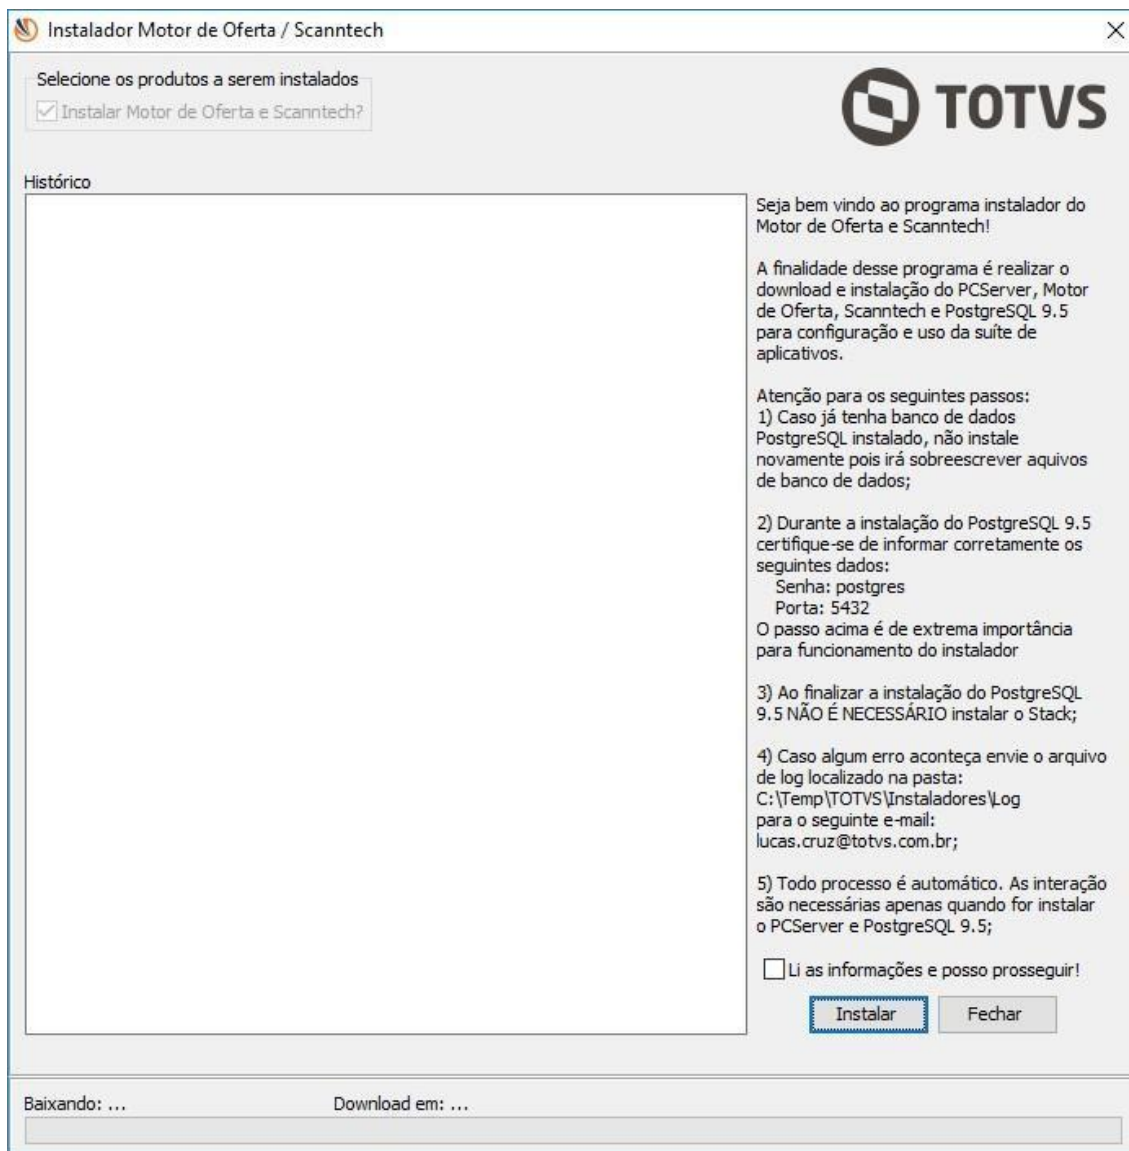 Instalador Motor de Oferta / Scanntech
Selecione os produtos a serem instalados
Instalar Motor de Oferta e Scanntech?
TOTVS
Histórico
Seja bem vindo ao programa instalador do
Motor de Oferta e Scanntech!
A finalidade desse programa é realizar o
download e instalação do PCServer, Motor
de Oferta, Scanntech e PostgreSQL 9.5
para configuração e uso da suíte de
aplicativos.
Atenção para os seguintes passos:
1) Caso já tenha banco de dados
PostgreSQL instalado, não instale
novamente pois irá sobreescrever aquivos
de banco de dados;
2) Durante a instalação do PostgreSQL 9.5
certifique-se de informar corretamente os
seguintes dados:
Senha: postgres
Porta: 5432
O passo acima é de extrema importância
para funcionamento do instalador
3) Ao finalizar a instalação do PostgreSQL
9.5 NÃO É NECESSÁRIO instalar o Stack;
4) Caso algum erro aconteça envie o arquivo
de log localizado na pasta:
C:\Temp\TOTVS\Instaladores\Log
para o seguinte e-mail:
lucas.cruz@totvs.com.br;
5) Todo processo é automático. As interação
são necessárias apenas quando for instalar
o PCServer e PostgreSQL 9.5;
Li as informações e posso prosseguir!
Instalar Fechar
Baixando: ... Download em: ...